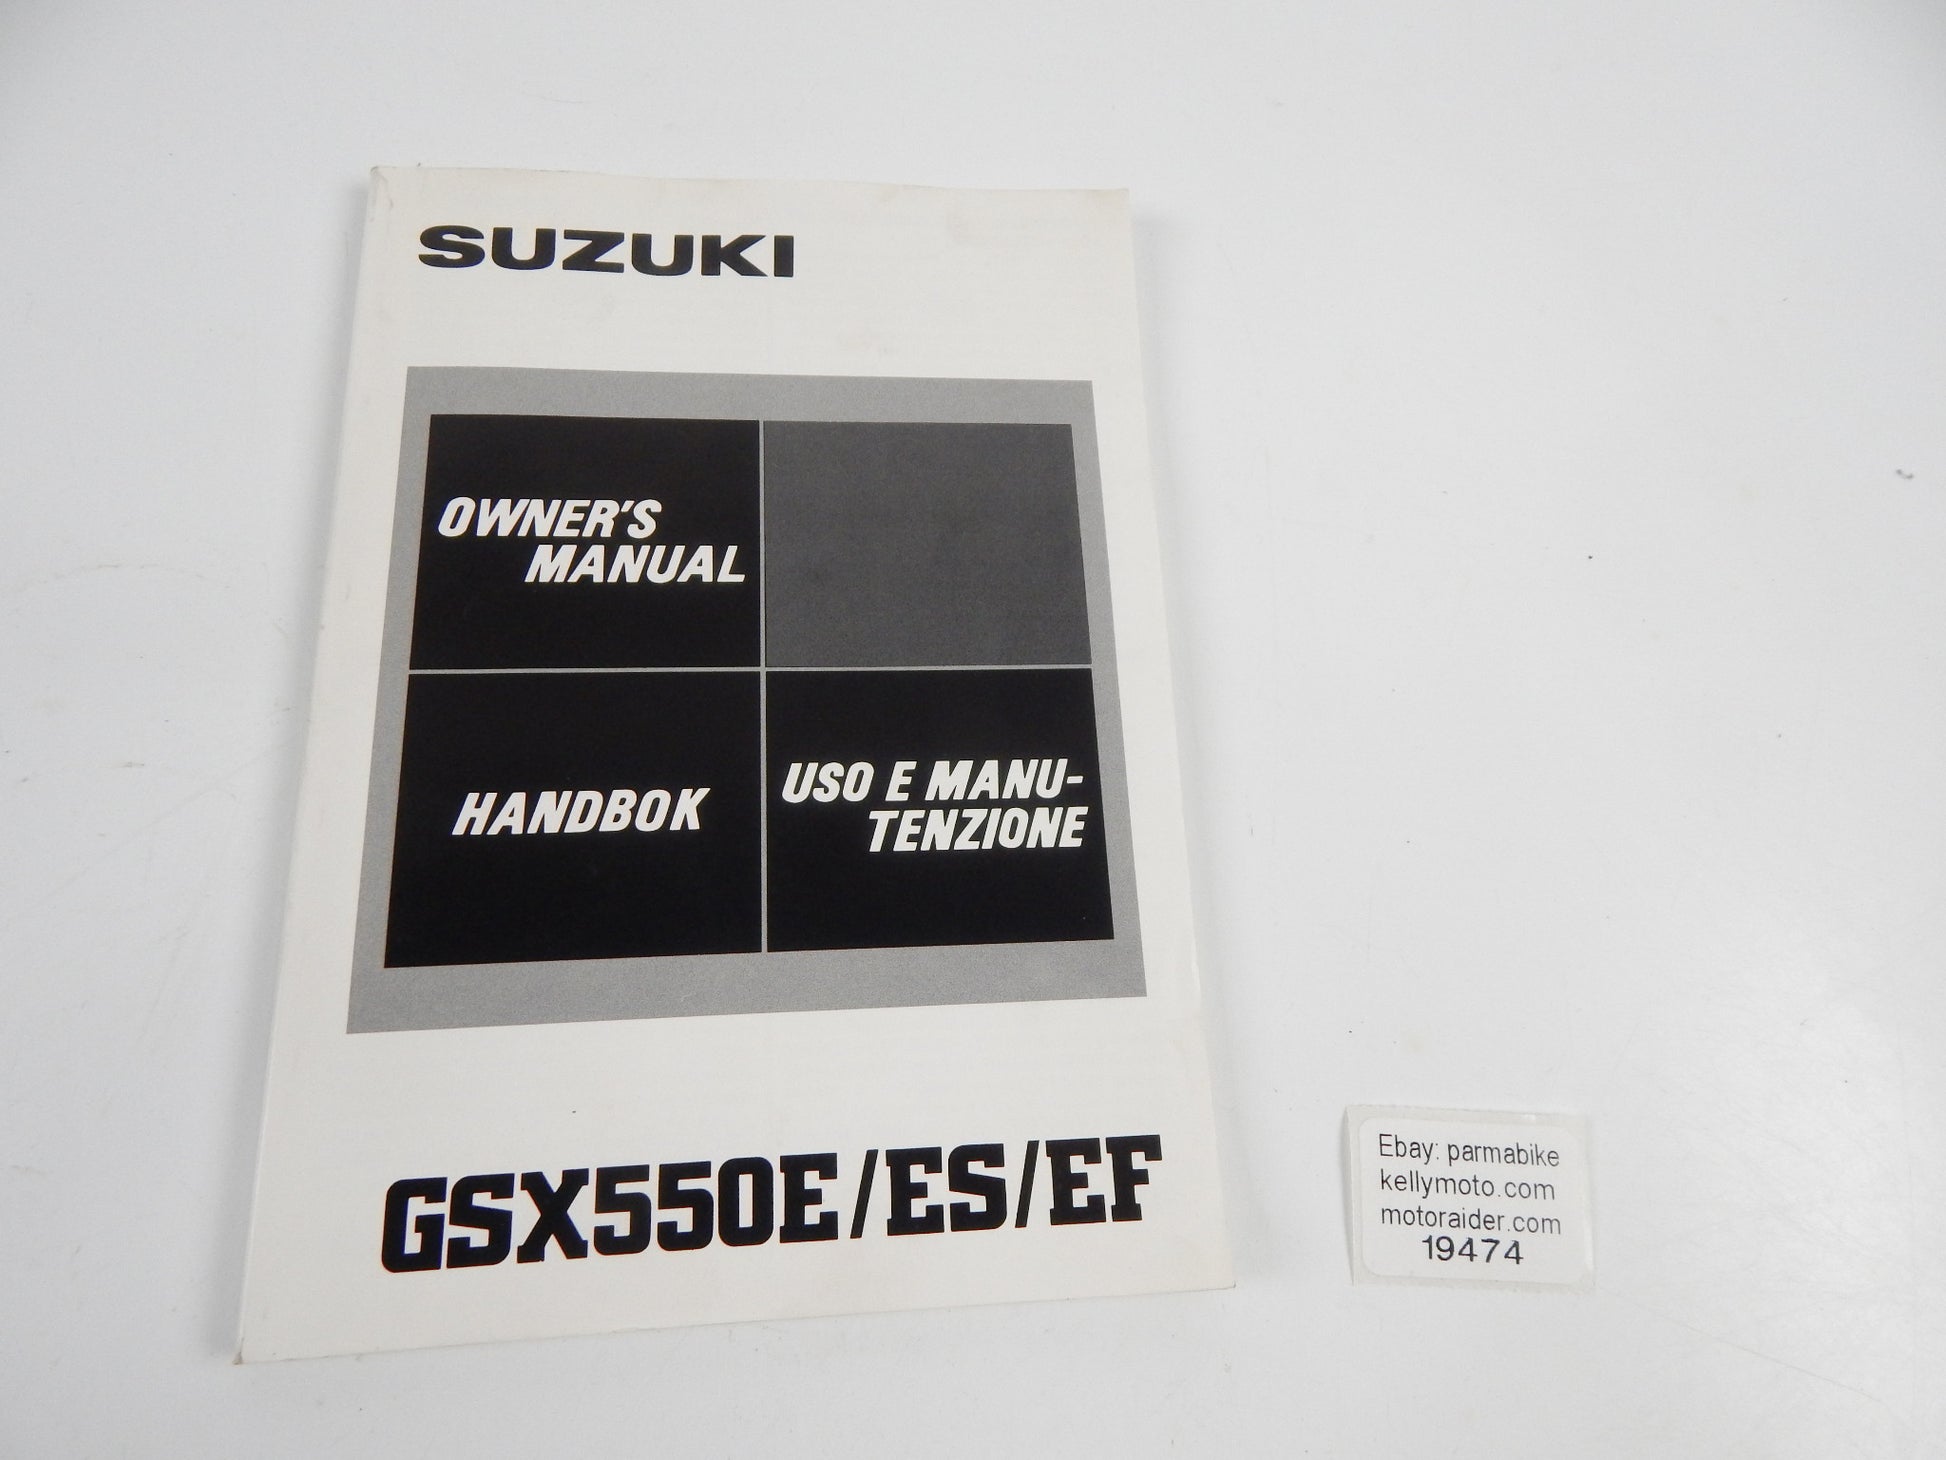 SUZUKI
OWNER'S
MANUAL
HANDBOK
USO E MANU-
TENZIONE
GSX550E/ES/EF
Ebay: parmabike
kellymoto.com
motoraider.com
19474